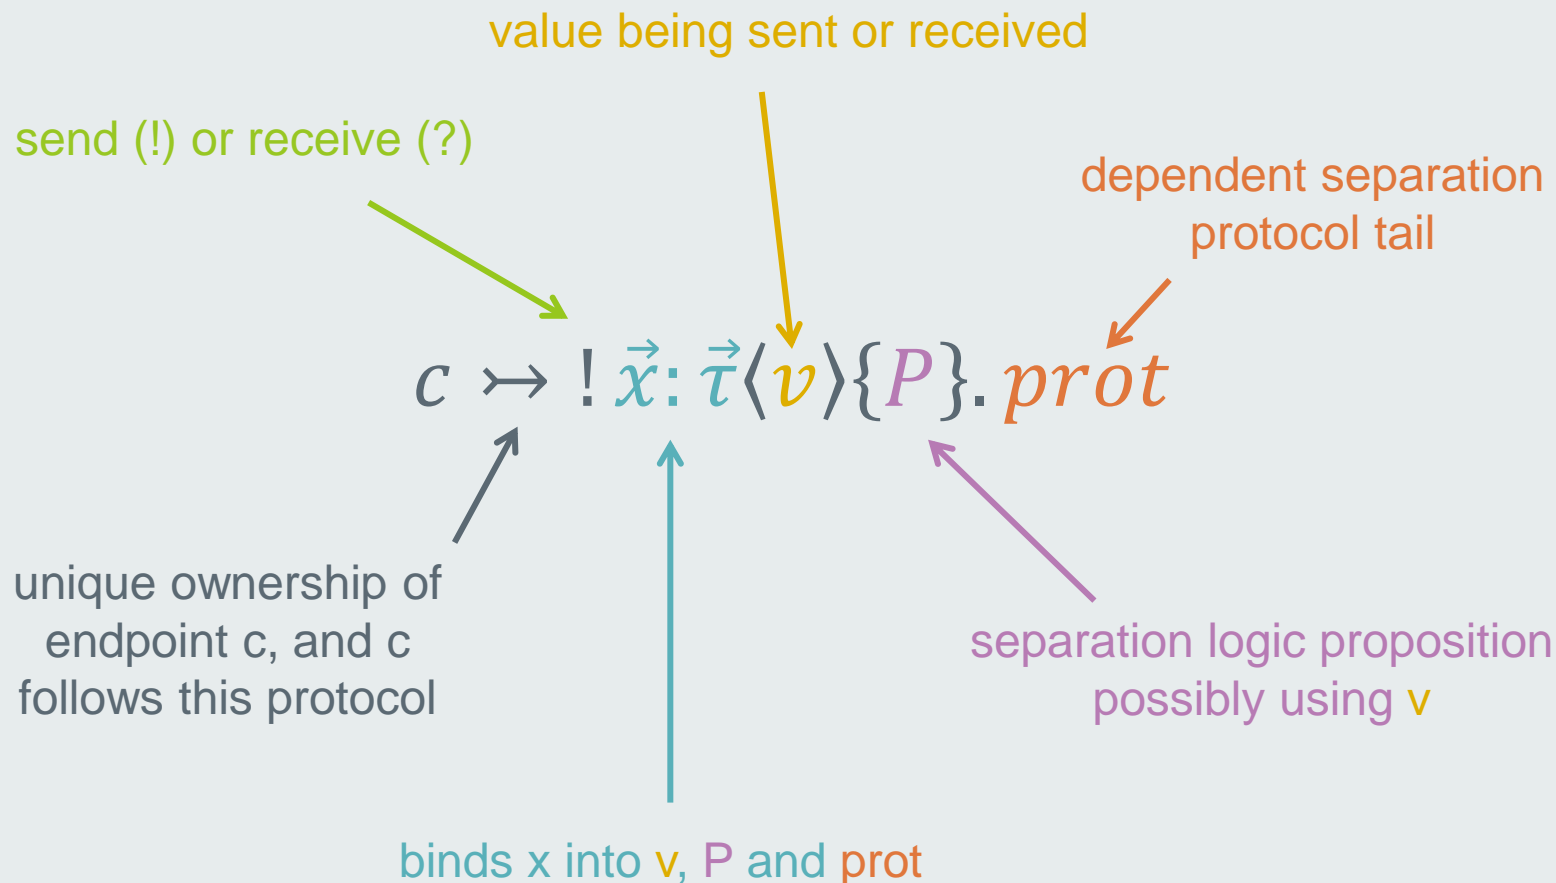 value being sent or received
send (!) or receive (?)
dependent separation
protocol tail
c ↣ ! x⃗: τ⃗⟨v⟩{P}. prot
unique ownership of
endpoint c, and c
follows this protocol
separation logic proposition
possibly using v
binds x into v, P and prot